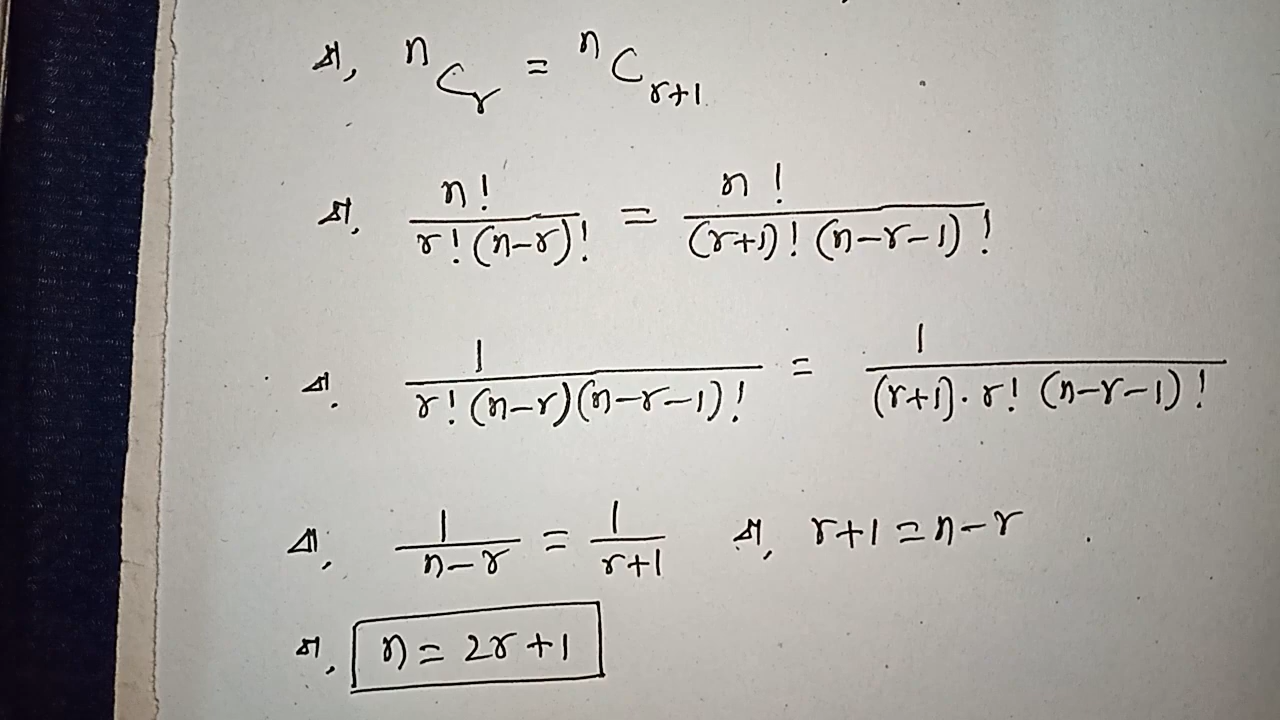 বা, ⁿCᵣ = ⁿCᵣ₊₁
বা, n! / r!(n-r)! = n! / (r+1)!(n-r-1)!
বা, 1 / r!(n-r)(n-r-1)! = 1 / (r+1)·r!(n-r-1)!
বা, 1 / n-r = 1 / r+1 বা, r+1 = n-r
বা, n = 2r+1